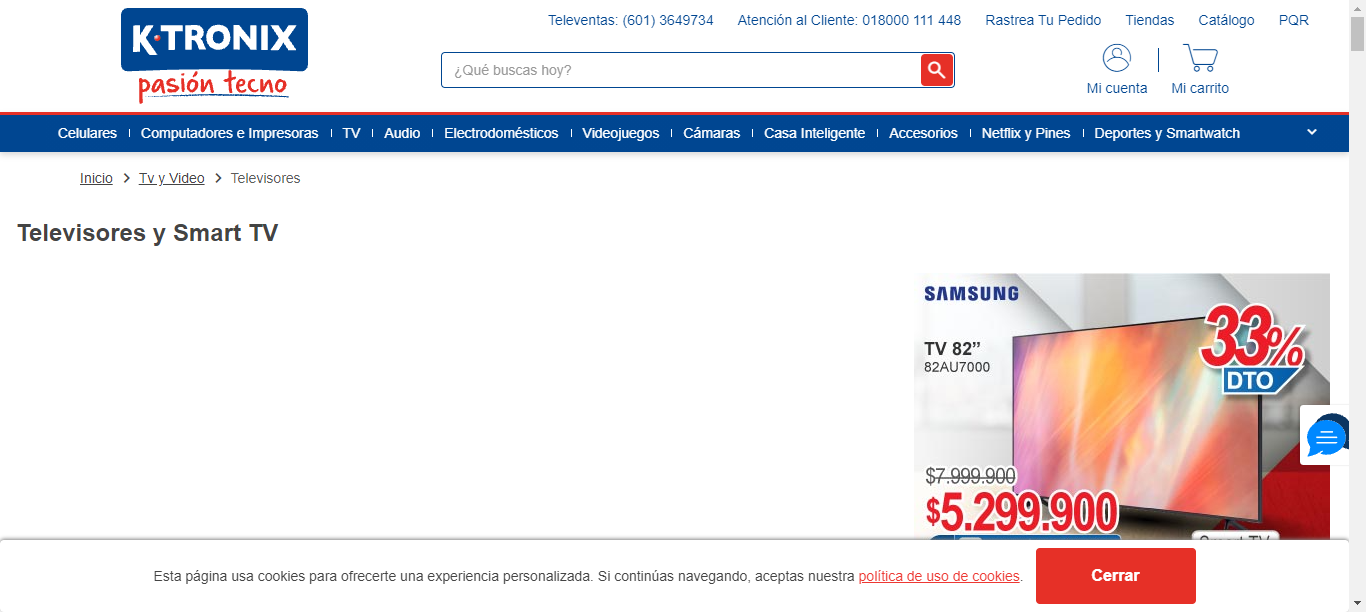 K·TRONIX
pasión tecno
Televentas: (601) 3649734 Atención al Cliente: 018000 111 448 Rastrea Tu Pedido Tiendas Catálogo PQR
¿Qué buscas hoy?
Mi cuenta Mi carrito
Celulares Computadores e Impresoras TV Audio Electrodomésticos Videojuegos Cámaras Casa Inteligente Accesorios Netflix y Pines Deportes y Smartwatch
Inicio Tv y Video Televisores
Televisores y Smart TV
SAMSUNG
33%
DTO
TV 82”
82AU7000
$7.999.900
$5.299.900
Smart TV
Esta página usa cookies para ofrecerte una experiencia personalizada. Si continúas navegando, aceptas nuestra política de uso de cookies.
Cerrar